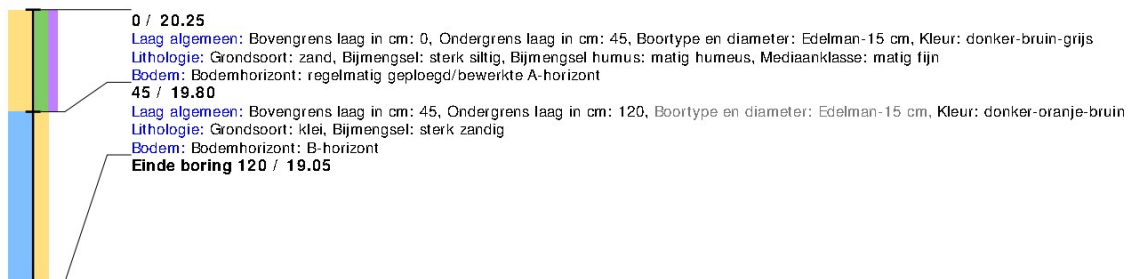 0 / 20.25
Laag algemeen: Bovengrens laag in cm: 0, Ondergrens laag in cm: 45, Boortype en diameter: Edelman-15 cm, Kleur: donker-bruin-grijs
Lithologie: Grondsoort: zand, Bijmengsel: sterk siltig, Bijmengsel humus: matig humeus, Mediaanklasse: matig fijn
Bodem: Bodemhorizont: regelmatig geploegd/bewerkte A-horizont
45 / 19.80
Laag algemeen: Bovengrens laag in cm: 45, Ondergrens laag in cm: 120, Boortype en diameter: Edelman-15 cm, Kleur: donker-oranje-bruin
Lithologie: Grondsoort: klei, Bijmengsel: sterk zandig
Bodem: Bodemhorizont: B-horizont
Einde boring 120 / 19.05